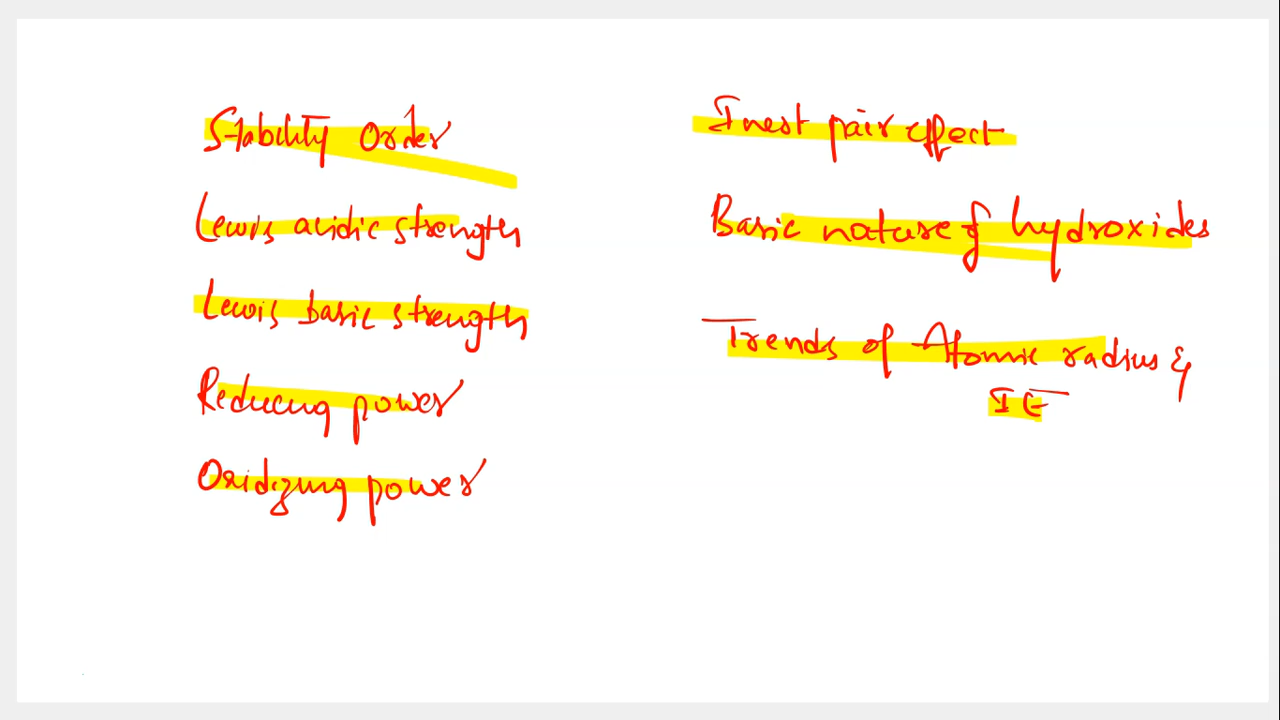 Stability Order
Lewis acidic strength
Lewis basic strength
Reducing power
Oxidizing power
Inert pair effect
Basic nature of hydroxides
Trends of Atomic radius &
IE